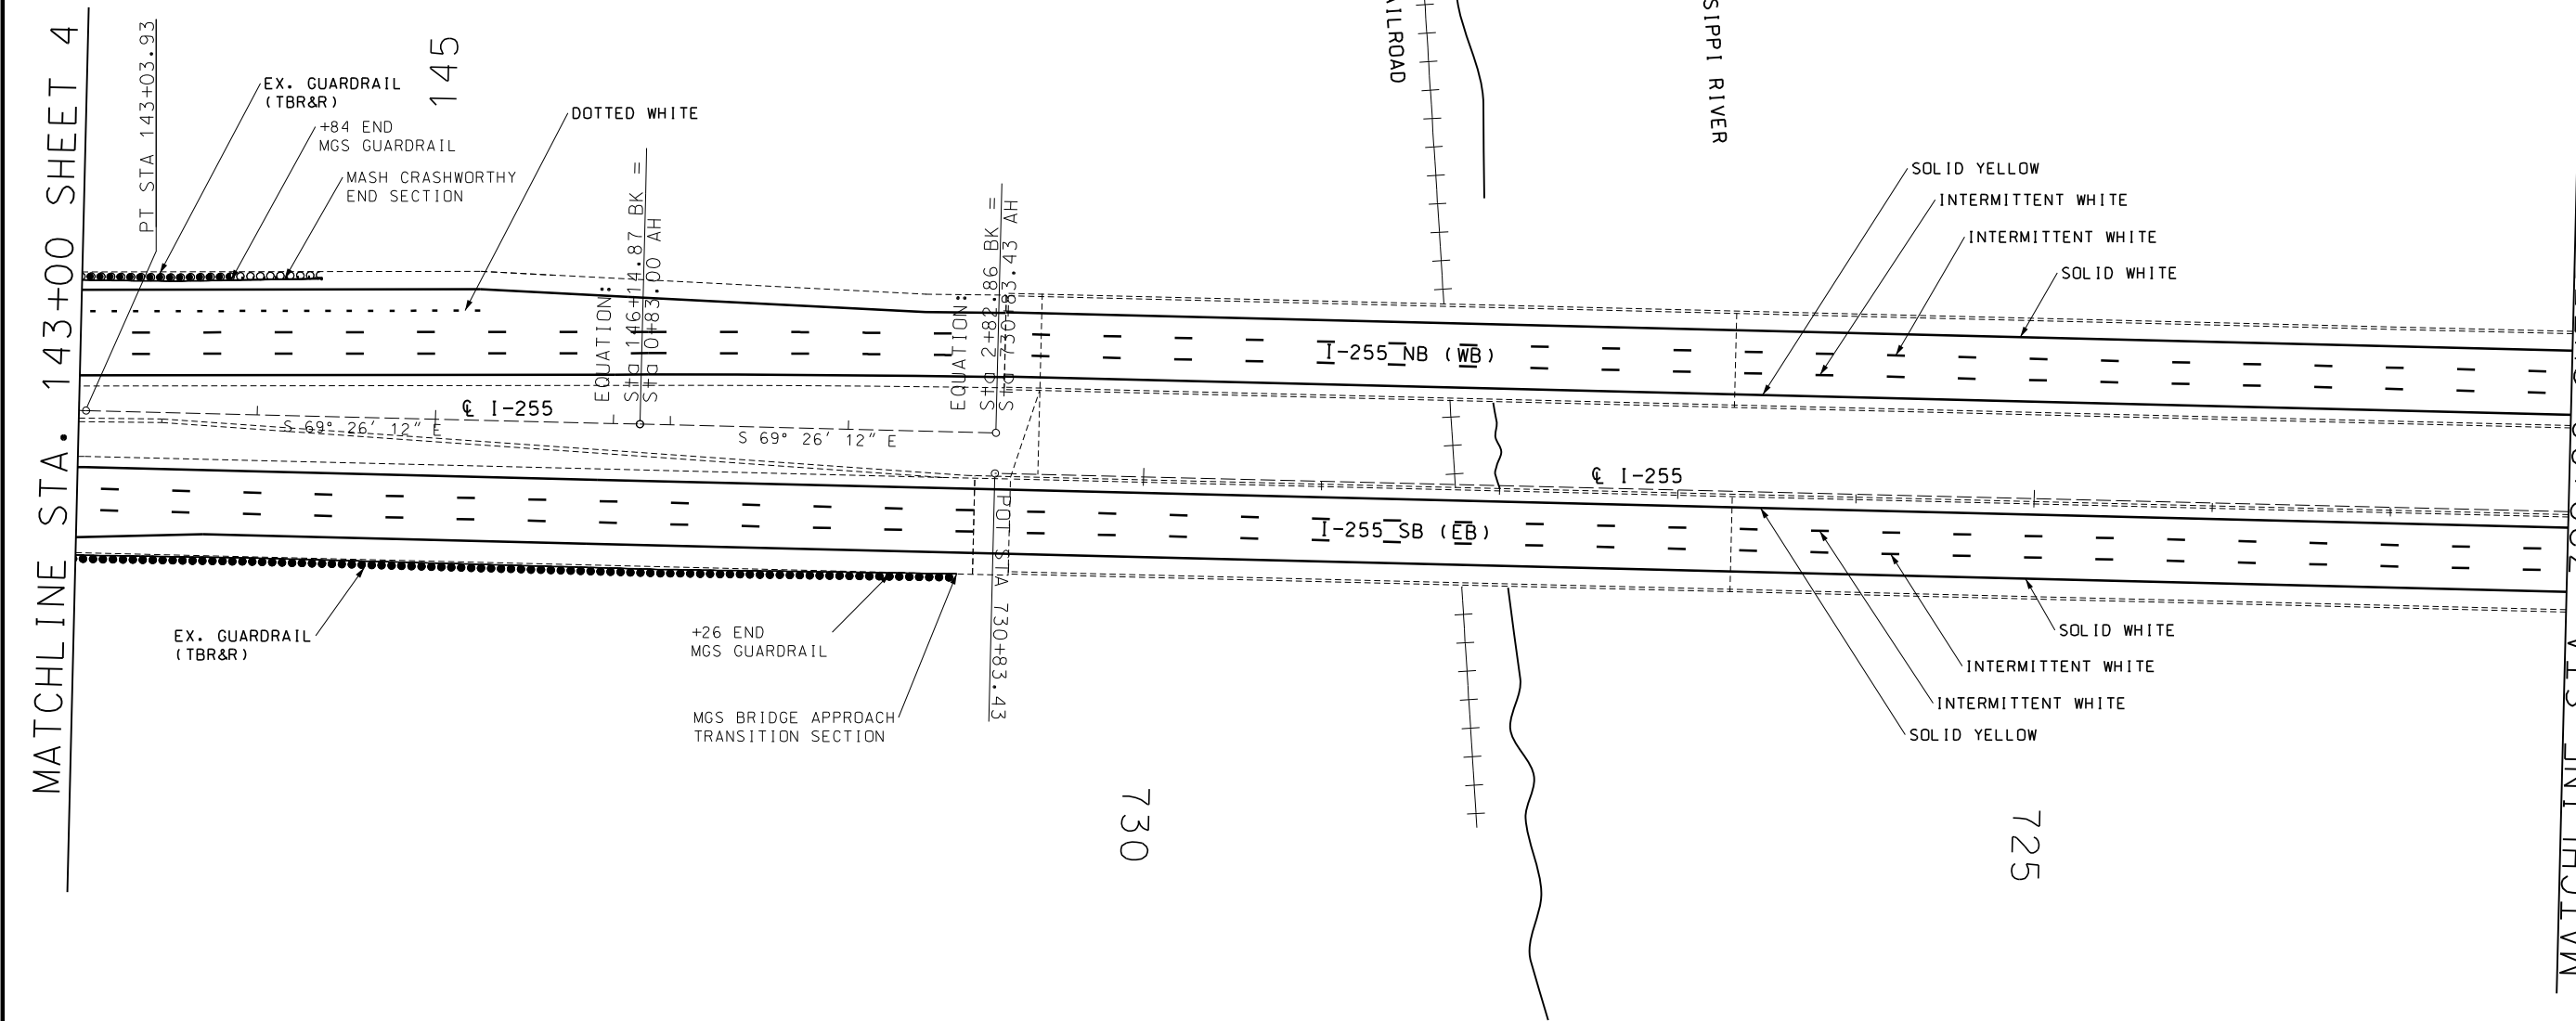 MATCHLINE STA. 143+00 SHEET 4
PT STA 143+03.93
EX. GUARDRAIL
(TBR&R)
+84 END
MGS GUARDRAIL
MASH CRASHWORTHY
END SECTION
145
DOTTED WHITE
EQUATION:
Sta 146+14.87 BK =
Sta 0+83.00 AH
EQUATION:
Sta 2+82.86 BK =
Sta 730+83.43 AH
SOLID YELLOW
INTERMITTENT WHITE
INTERMITTENT WHITE
SOLID WHITE
I-255 NB (WB)
℄ I-255
S 69° 26' 12" E
S 69° 26' 12" E
℄ I-255
I-255 SB (EB)
POT STA 730+83.43
EX. GUARDRAIL
(TBR&R)
+26 END
MGS GUARDRAIL
MGS BRIDGE APPROACH
TRANSITION SECTION
SOLID WHITE
INTERMITTENT WHITE
INTERMITTENT WHITE
SOLID YELLOW
730
725